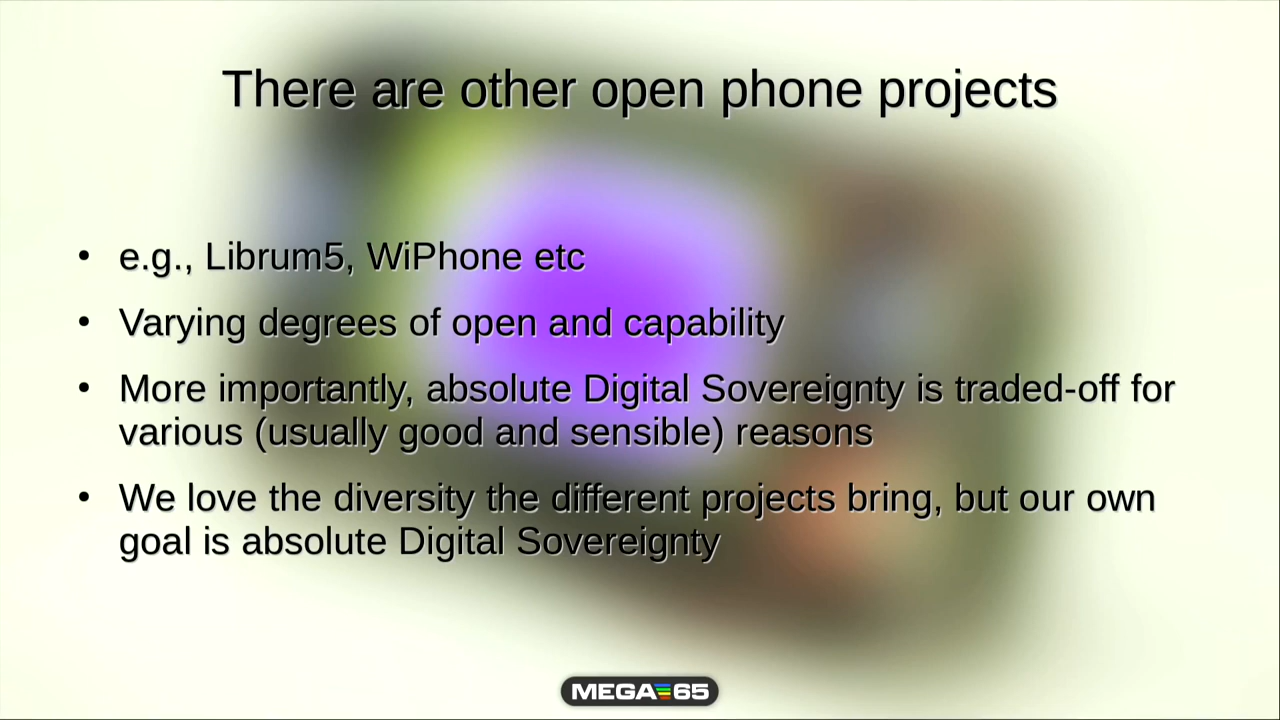 There are other open phone projects
• e.g., Librum5, WiPhone etc
• Varying degrees of open and capability
• More importantly, absolute Digital Sovereignty is traded-off for
various (usually good and sensible) reasons
• We love the diversity the different projects bring, but our own
goal is absolute Digital Sovereignty
MEGA 65